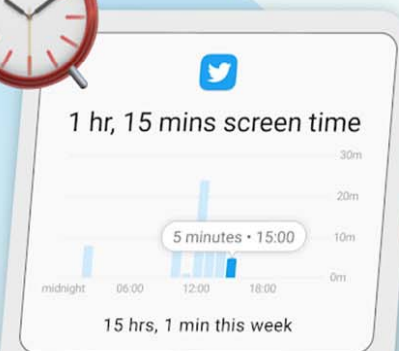 1 hr, 15 mins screen time
30m
20m
5 minutes • 15:00
10m
0m
midnight 06:00 12:00 18:00
15 hrs, 1 min this week